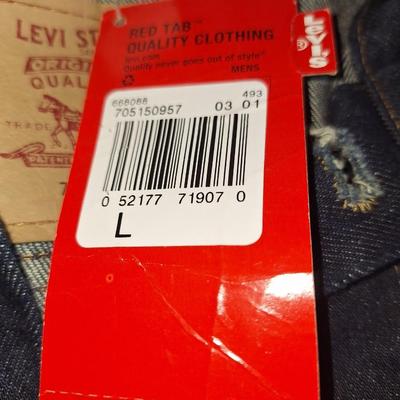 LEVI ST
ORIGI
QUAL
TRADE
PATENT
RED TAB™
QUALITY CLOTHING
levi.com
Quality never goes out of style®
MENS
LEVI'S
®
668088
493
705150957
03 01
0 52177 71907 0
L